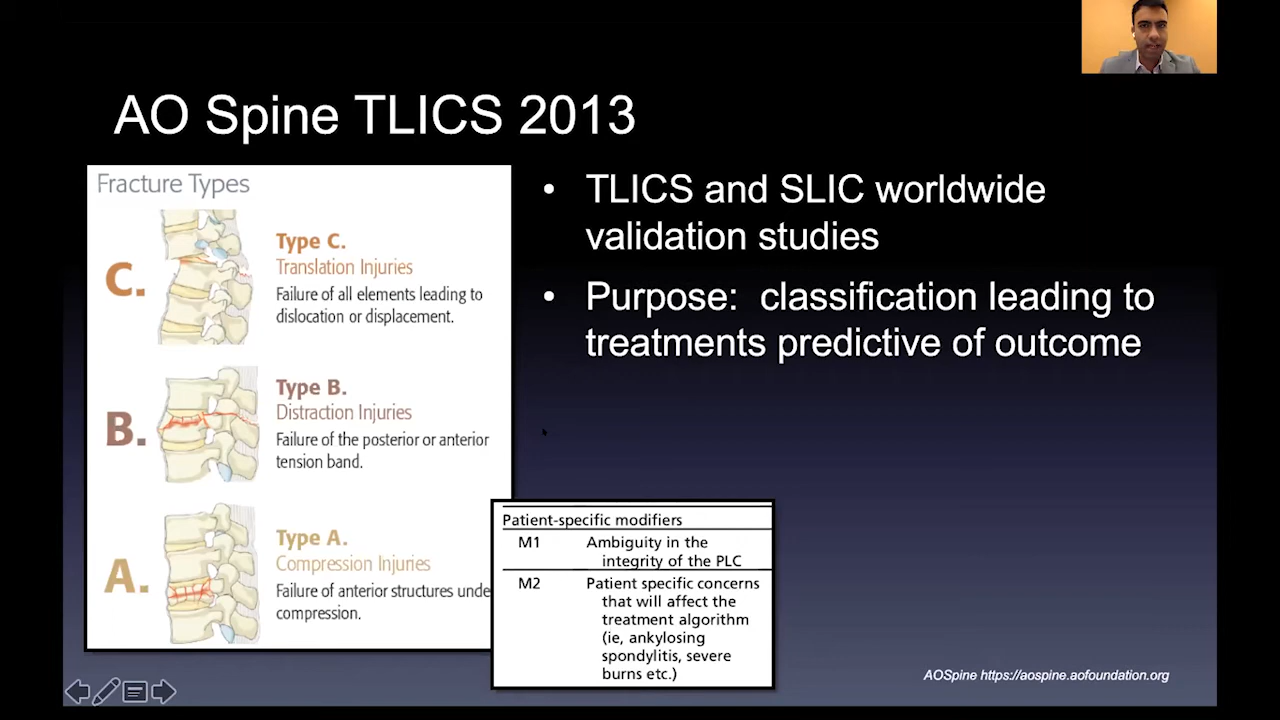 AO Spine TLICS 2013
Fracture Types
C.
Type C.
Translation Injuries
Failure of all elements leading to
dislocation or displacement.
B.
Type B.
Distraction Injuries
Failure of the posterior or anterior
tension band.
A.
Type A.
Compression Injuries
Failure of anterior structures unde
compression.
• TLICS and SLIC worldwide
validation studies
• Purpose: classification leading to
treatments predictive of outcome
Patient-specific modifiers
M1 Ambiguity in the
integrity of the PLC
M2 Patient specific concerns
that will affect the
treatment algorithm
(ie, ankylosing
spondylitis, severe
burns etc.)
AOSpine https://aospine.aofoundation.org